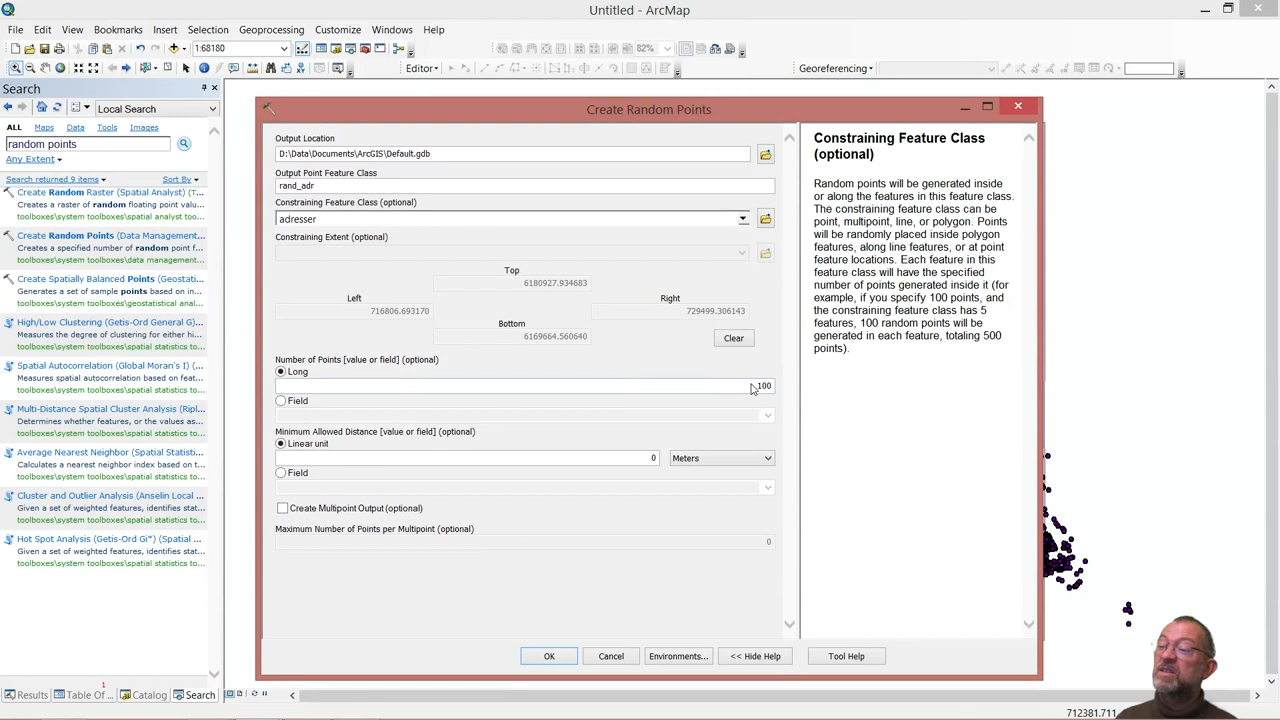 Untitled - ArcMap
File Edit View Bookmarks Insert Selection Geoprocessing Customize Windows Help
1:68180
82%
Editor
Georeferencing
Search
Local Search
ALL Maps Data Tools Images
random points
Any Extent
Search returned 9 items Sort By
Create Random Raster (Spatial Analyst) (T...
Creates a raster of random floating point valu...
toolboxes\system toolboxes\spatial analyst too...
Create Random Points (Data Management...
Creates a specified number of random point f...
toolboxes\system toolboxes\data management...
Create Spatially Balanced Points (Geostati...
Generates a set of sample points based on in...
toolboxes\system toolboxes\geostatistical anal...
High/Low Clustering (Getis-Ord General G)...
Measures the degree of clustering for either hi...
toolboxes\system toolboxes\spatial statistics to...
Spatial Autocorrelation (Global Moran's I) (...
Measures spatial autocorrelation based on feat...
toolboxes\system toolboxes\spatial statistics to...
Multi-Distance Spatial Cluster Analysis (Ripl...
Determines whether features, or the values as...
toolboxes\system toolboxes\spatial statistics to...
Average Nearest Neighbor (Spatial Statisti...
Calculates a nearest neighbor index based on t...
toolboxes\system toolboxes\spatial statistics to...
Cluster and Outlier Analysis (Anselin Local ...
Given a set of weighted features, identifies stat...
toolboxes\system toolboxes\spatial statistics to...
Hot Spot Analysis (Getis-Ord Gi*) (Spatial ...
Given a set of weighted features, identifies stat...
toolboxes\system toolboxes\spatial statistics to...
Create Random Points
Output Location
D:\Data\Documents\ArcGIS\Default.gdb
Output Point Feature Class
rand_adr
Constraining Feature Class (optional)
adresser
Constraining Extent (optional)
Top
6180927.934683
Left Right
716806.693170 729499.306143
Bottom
6169664.560640
Clear
Number of Points [value or field] (optional)
Long
100
Field
Minimum Allowed Distance [value or field] (optional)
Linear unit
0 Meters
Field
Create Multipoint Output (optional)
Maximum Number of Points per Multipoint (optional)
0
OK Cancel Environments... << Hide Help Tool Help
Constraining Feature Class
(optional)
Random points will be generated inside
or along the features in this feature class.
The constraining feature class can be
point, multipoint, line, or polygon. Points
will be randomly placed inside polygon
features, along line features, or at point
feature locations. Each feature in this
feature class will have the specified
number of points generated inside it (for
example, if you specify 100 points, and
the constraining feature class has 5
features, 100 random points will be
generated in each feature, totaling 500
points).
1
Results Table Of ... Catalog Search
712381.711